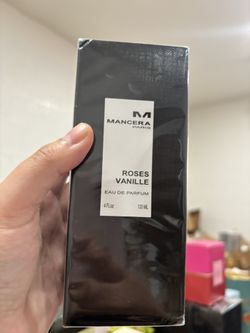 M
MANCERA
PARIS
ROSES
VANILLE
EAU DE PARFUM
4 Fl.oz 120 ML